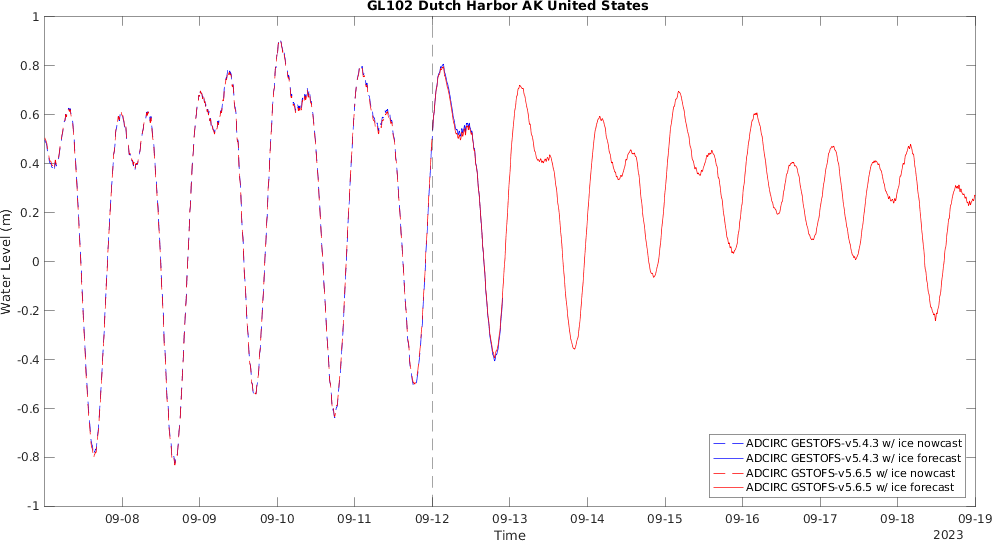 GL102 Dutch Harbor AK United States
1
0.8
0.6
0.4
0.2
0
-0.2
-0.4
-0.6
-0.8
-1
Water Level (m)
ADCIRC GESTOFS-v5.4.3 w/ ice nowcast
ADCIRC GESTOFS-v5.4.3 w/ ice forecast
ADCIRC GSTOFS-v5.6.5 w/ ice nowcast
ADCIRC GSTOFS-v5.6.5 w/ ice forecast
09-08 09-09 09-10 09-11 09-12 09-13 09-14 09-15 09-16 09-17 09-18 09-19
Time
2023